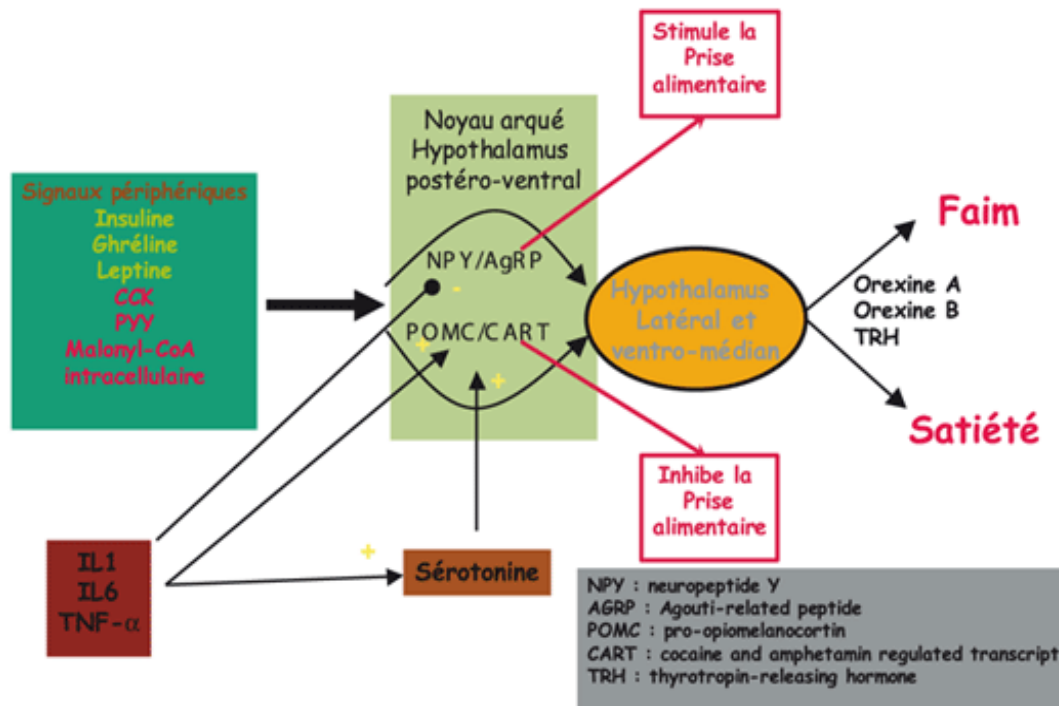 Stimule la
Prise
alimentaire
Noyau arqué
Hypothalamus
postéro-ventral
Signaux périphériques
Insuline
Ghréline
Leptine
CCK
PYY
Malonyl-CoA
intracellulaire
NPY/AgRP
-
POMC/CART
+
+
Hypothalamus
Latéral et
ventro-médian
Faim
Orexine A
Orexine B
TRH
Satiété
Inhibe la
Prise
alimentaire
IL1
IL6
TNF-α
+
Sérotonine
NPY : neuropeptide Y
AGRP : Agouti-related peptide
POMC : pro-opiomelanocortin
CART : cocaine and amphetamin regulated transcript
TRH : thyrotropin-releasing hormone